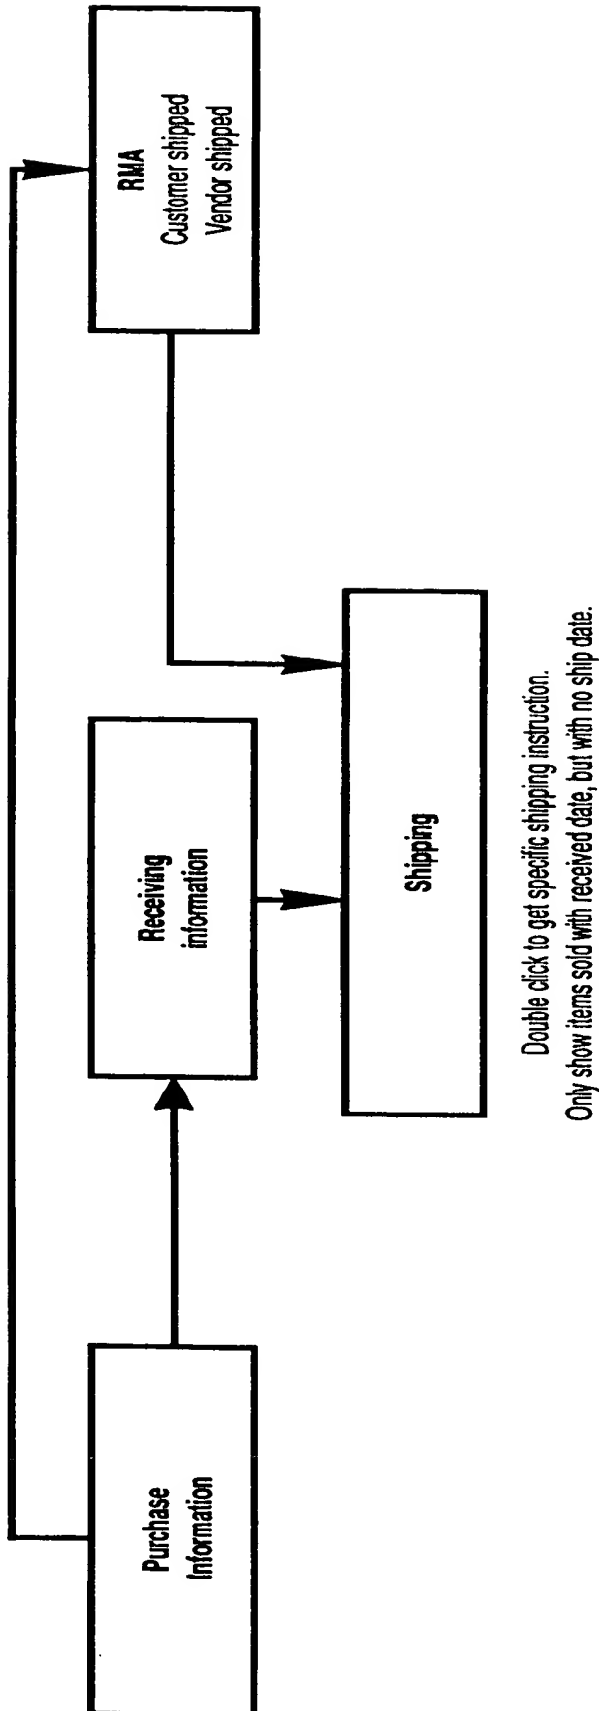 Purchase
Information
Receiving
information
RMA
Customer shipped
Vendor shipped
Shipping
Double click to get specific shipping instruction.
Only show items sold with received date, but with no ship date.